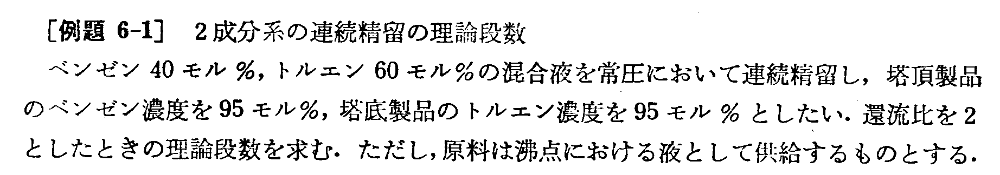 [例題 6-1] 2成分系の連続精留の理論段数
ベンゼン 40 モル %, トルエン 60 モル%の混合液を常圧において連続精留し, 塔頂製品
のベンゼン濃度を 95 モル%, 塔底製品のトルエン濃度を 95 モル % としたい. 還流比を 2
としたときの理論段数を求む. ただし, 原料は沸点における液として供給するものとする.